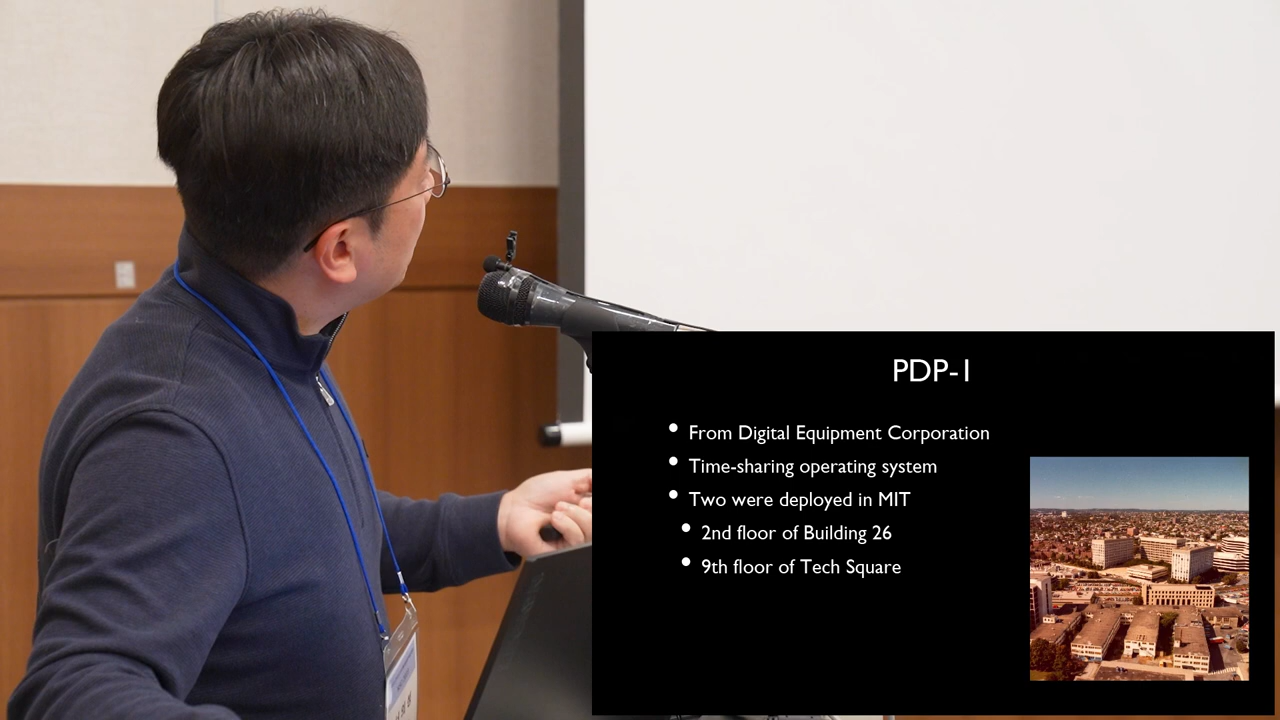 PDP-1
From Digital Equipment Corporation
Time-sharing operating system
Two were deployed in MIT
2nd floor of Building 26
9th floor of Tech Square